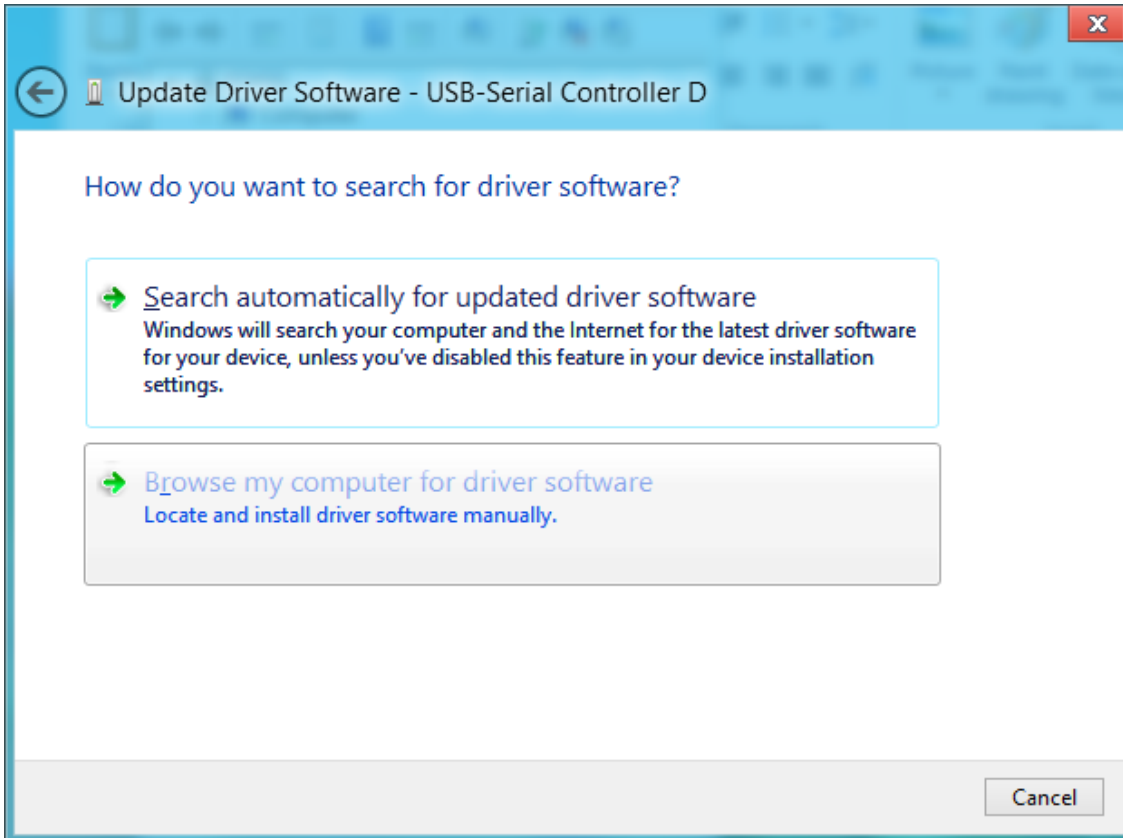 Update Driver Software - USB-Serial Controller D
How do you want to search for driver software?
Search automatically for updated driver software
Windows will search your computer and the Internet for the latest driver software
for your device, unless you've disabled this feature in your device installation
settings.
Browse my computer for driver software
Locate and install driver software manually.
Cancel